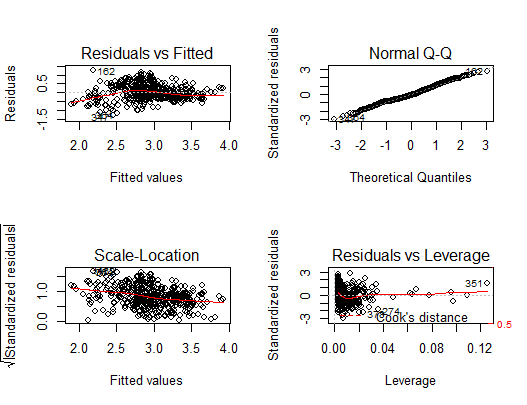 Residuals vs Fitted
Residuals
0.5
-1.5
162
2.0 2.5 3.0 3.5 4.0
Fitted values
Normal Q-Q
Standardized residuals
3
0
-3
162
-3 -2 -1 0 1 2 3
Theoretical Quantiles
Scale-Location
√|Standardized residuals|
1.0
0.0
2.0 2.5 3.0 3.5 4.0
Fitted values
Residuals vs Leverage
Standardized residuals
3
0
-3
351
274
Cook's distance
0.5
0.00 0.04 0.08 0.12
Leverage